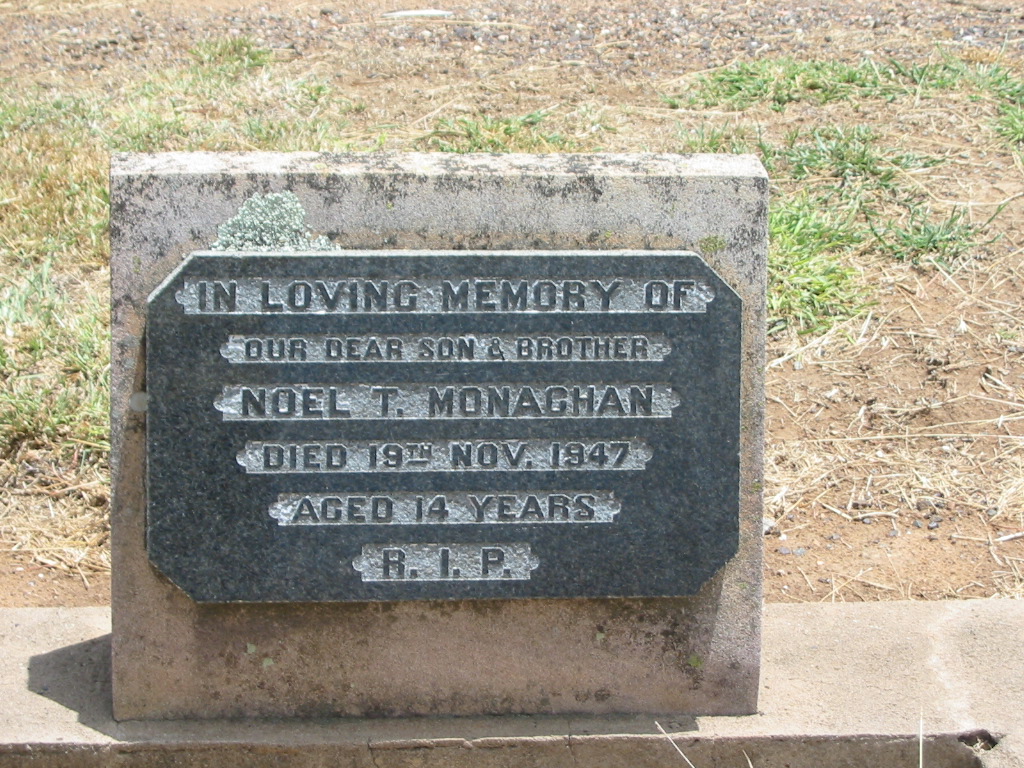 IN LOVING MEMORY OF
OUR DEAR SON & BROTHER
NOEL T. MONAGHAN
DIED 19TH NOV. 1947
AGED 14 YEARS
R. I. P.